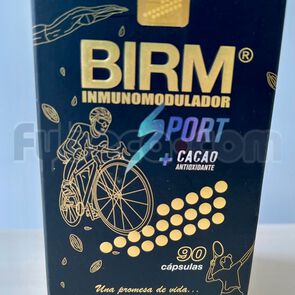 BIRM®
INMUNOMODULADOR
SPORT
+ CACAO
ANTIOXIDANTE
90
cápsulas
Una promesa de vida...